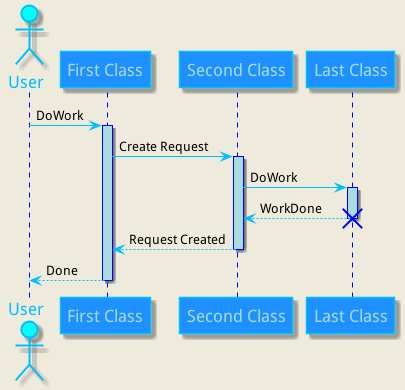 User
First Class
Second Class
Last Class
DoWork
Create Request
DoWork
WorkDone
Request Created
Done
User
First Class
Second Class
Last Class